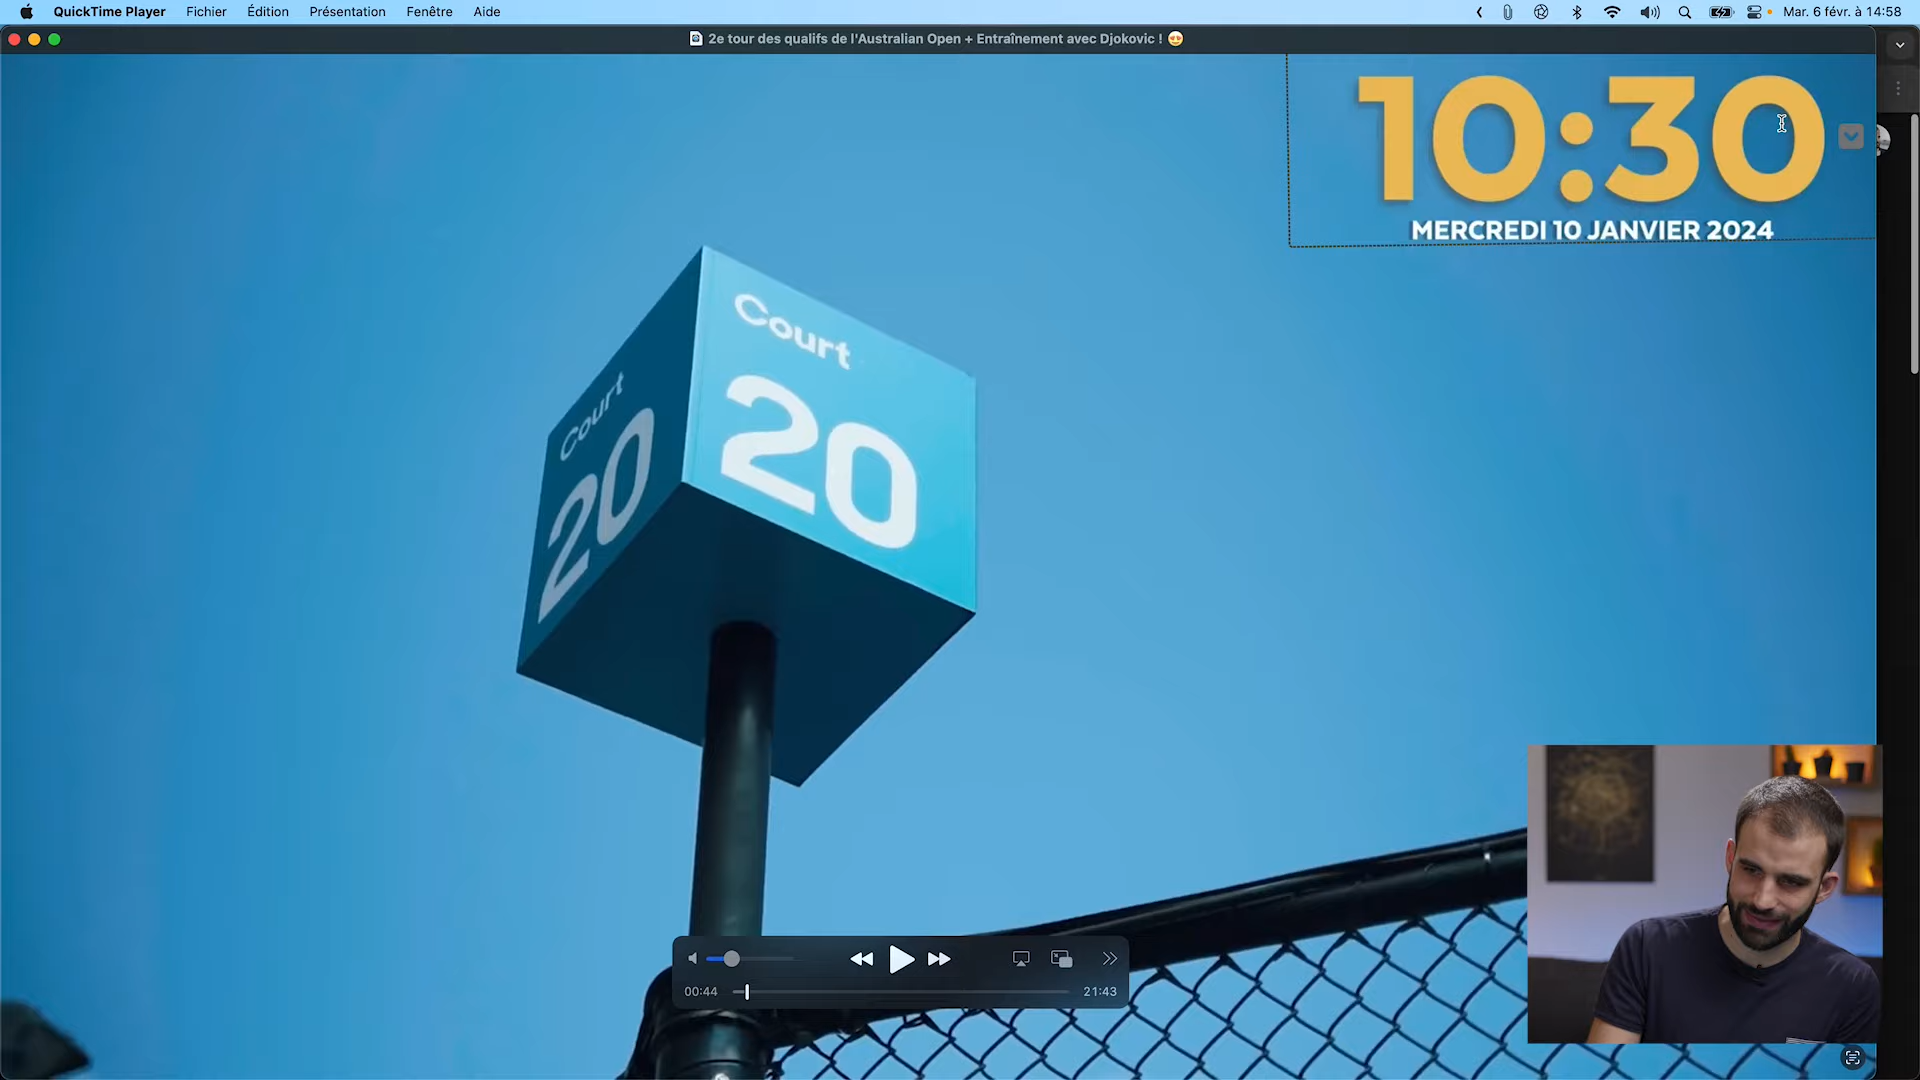 QuickTime Player Fichier Édition Présentation Fenêtre Aide Mar. 6 févr. à 14:58
2e tour des qualifs de l'Australian Open + Entraînement avec Djokovic ! 😍
10:30
MERCREDI 10 JANVIER 2024
Court
20
Court
20
00:44 21:43